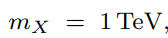 m_X = 1 TeV,